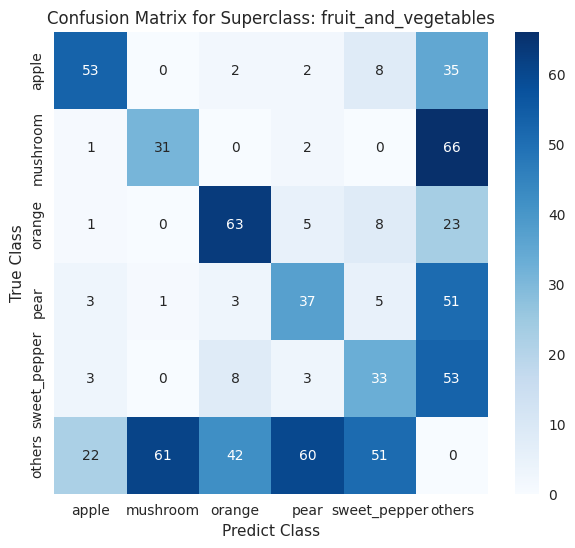 Confusion Matrix for Superclass: fruit_and_vegetables
True Class
apple 53 0 2 2 8 35
mushroom 1 31 0 2 0 66
orange 1 0 63 5 8 23
pear 3 1 3 37 5 51
sweet_pepper 3 0 8 3 33 53
others 22 61 42 60 51 0
apple mushroom orange pear sweet_pepper others
Predict Class
60
50
40
30
20
10
0